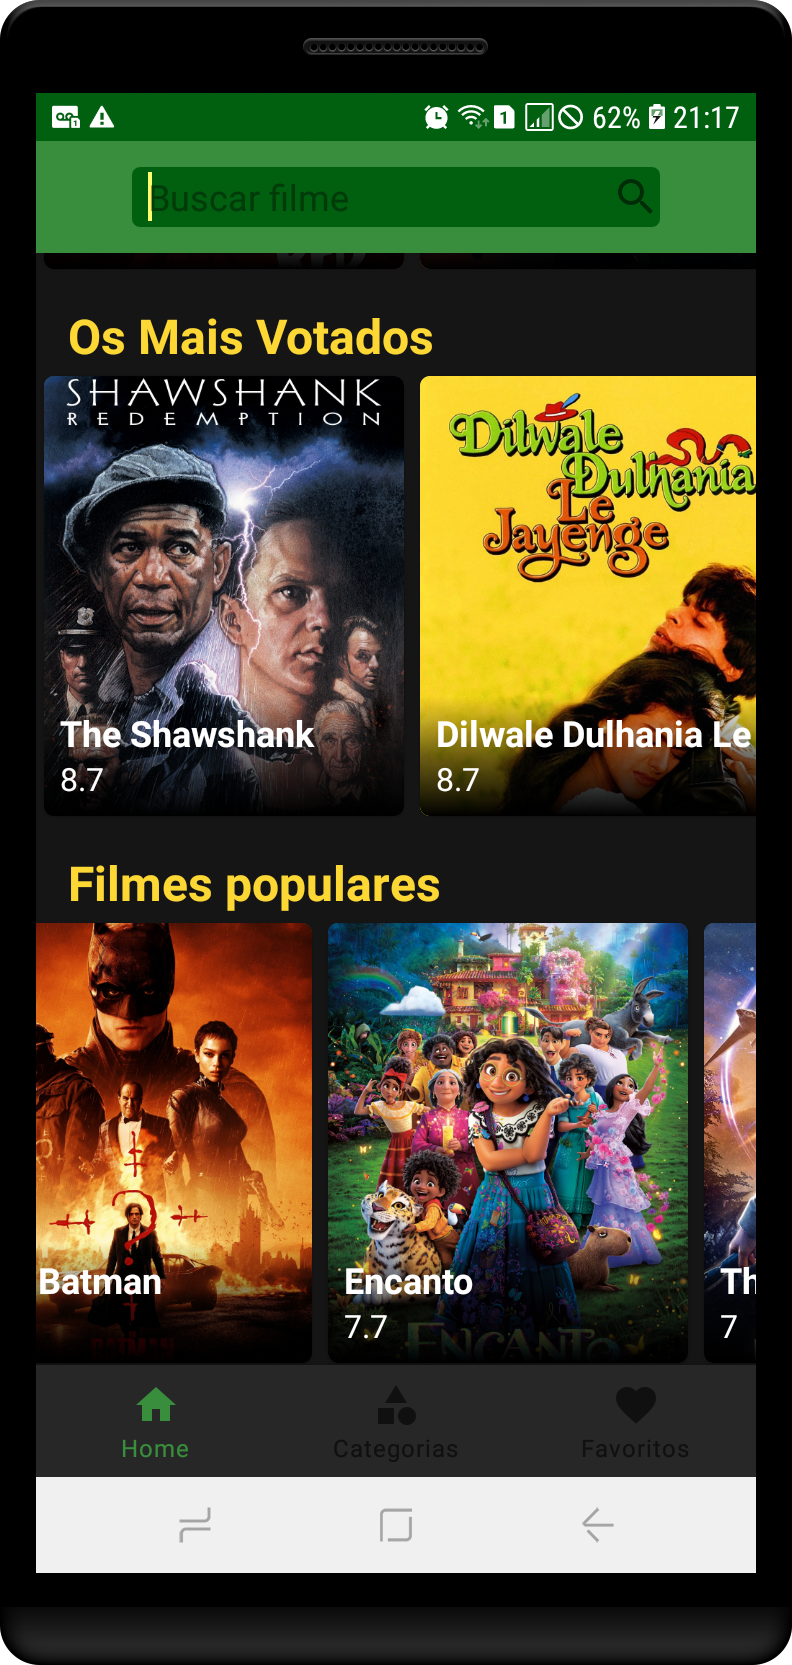 1 62% 21:17
Buscar filme
Os Mais Votados
SHAWSHANK
REDEMPTION
The Shawshank
8.7
Dilwale
Dulhania
Le
Jayenge
Dilwale Dulhania Le
8.7
Filmes populares
Batman
ENCANTO
Encanto
7.7
Th
7
Home
Categorias
Favoritos